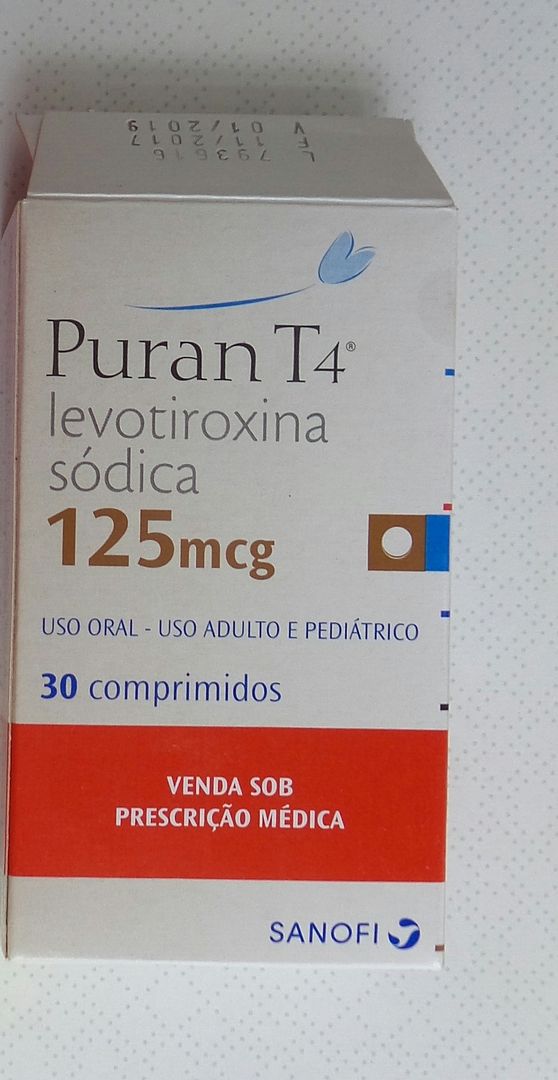 L 793616
F 11/2017
V 01/2019
Puran T4®
levotiroxina
sódica
125mcg
USO ORAL - USO ADULTO E PEDIÁTRICO
30 comprimidos
VENDA SOB
PRESCRIÇÃO MÉDICA
SANOFI